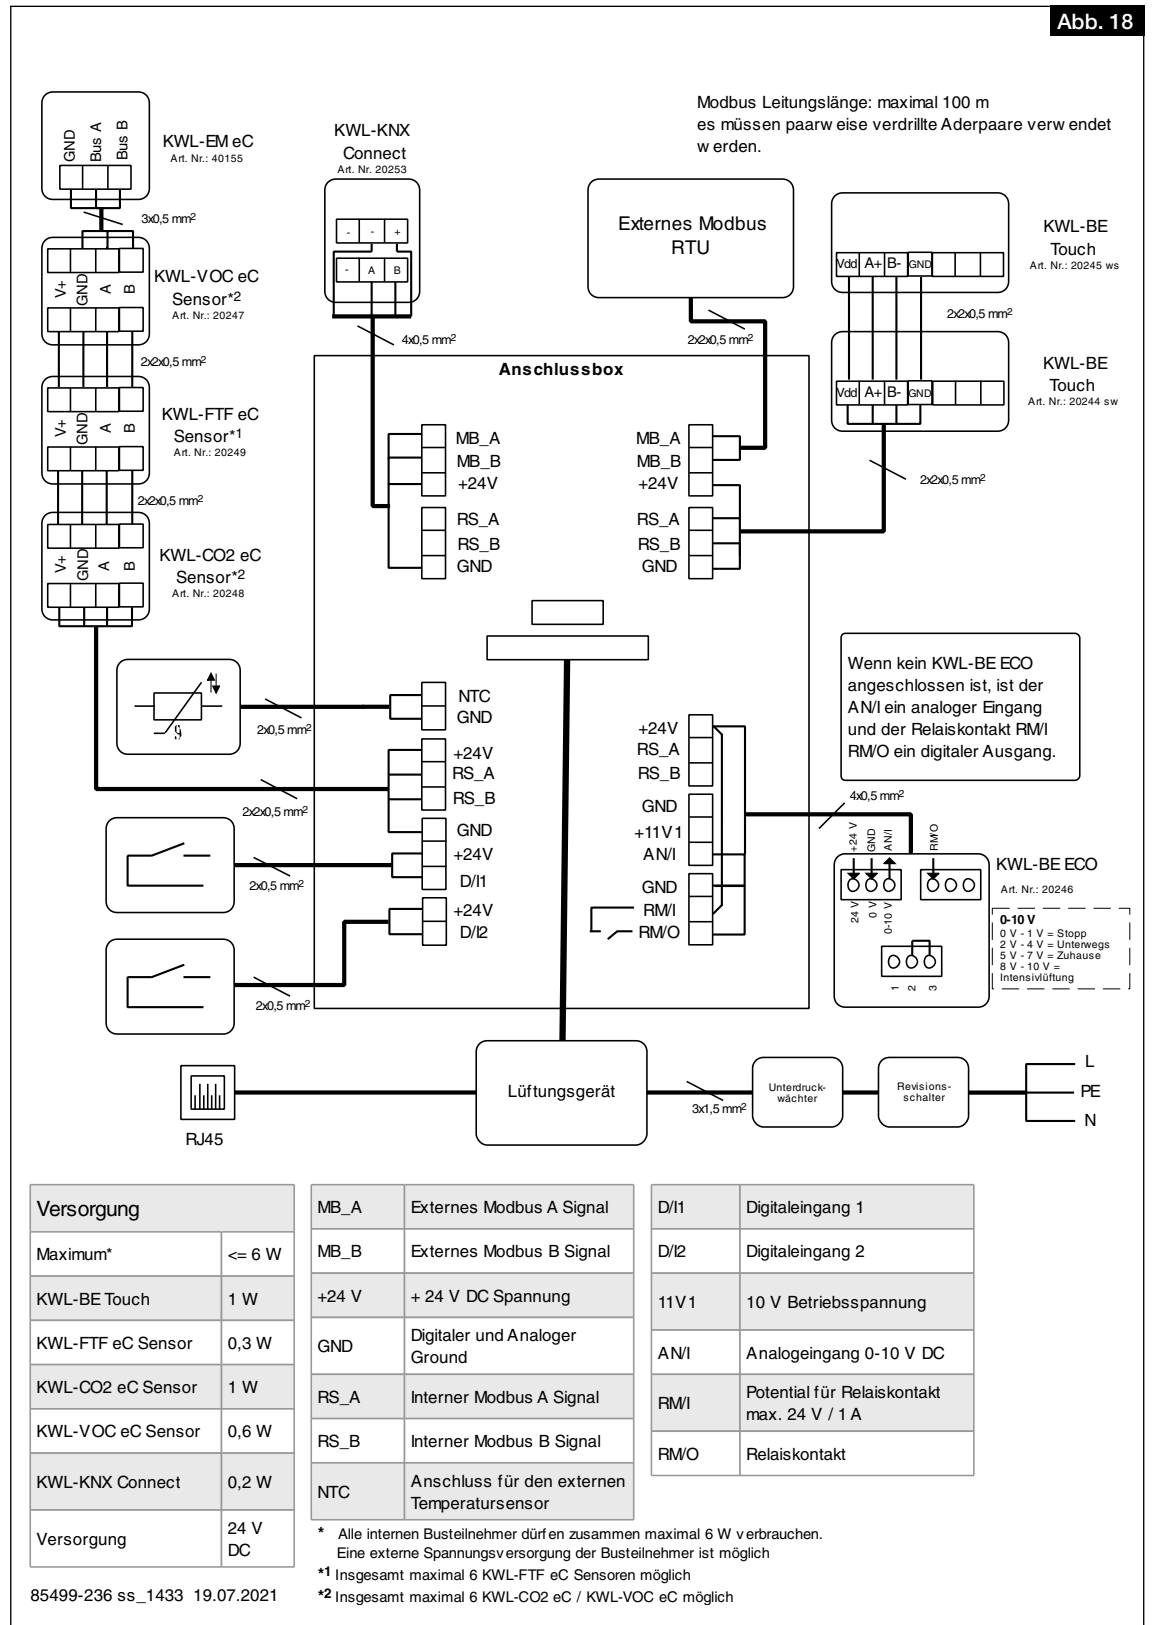 Abb. 18
GND
Bus A
Bus B
KWL-EM eC
Art. Nr.: 40155
3x0,5 mm²
KWL-VOC eC
Sensor*2
Art. Nr.: 20247
V+
GND
A
B
2x2x0,5 mm²
KWL-FTF eC
Sensor*1
Art. Nr.: 20249
V+
GND
A
B
2x2x0,5 mm²
KWL-CO2 eC
Sensor*2
Art. Nr.: 20248
V+
GND
A
B
KWL-KNX
Connect
Art. Nr. 20253
- - +
- A B
4x0,5 mm²
Modbus Leitungslänge: maximal 100 m
es müssen paarweise verdrillte Aderpaare verwendet
werden.
Externes Modbus
RTU
2x2x0,5 mm²
Vdd A+ B- GND
KWL-BE
Touch
Art. Nr.: 20245 ws
2x2x0,5 mm²
Vdd A+ B- GND
KWL-BE
Touch
Art. Nr.: 20244 sw
2x2x0,5 mm²
Anschlussbox
MB_A
MB_B
+24V
RS_A
RS_B
GND
MB_A
MB_B
+24V
RS_A
RS_B
GND
ϑ
2x0,5 mm²
NTC
GND
+24V
RS_A
RS_B
2x2x0,5 mm²
GND
+24V
D/I1
2x0,5 mm²
+24V
D/I2
2x0,5 mm²
+24V
RS_A
RS_B
GND
+11V1
AN/I
GND
RM/I
RM/O
Wenn kein KWL-BE ECO
angeschlossen ist, ist der
AN/I ein analoger Eingang
und der Relaiskontakt RM/I
RM/O ein digitaler Ausgang.
4x0,5 mm²
+24 V
GND
AN/I
RM/O
24 V
0 V
0-10 V
1
2
3
KWL-BE ECO
Art. Nr.: 20246
0-10 V
0 V - 1 V = Stopp
2 V - 4 V = Unterwegs
5 V - 7 V = Zuhause
8 V - 10 V =
Intensivlüftung
RJ45
Lüftungsgerät
3x1,5 mm²
Unterdruck-
wächter
Revisions-
schalter
L
PE
N
Versorgung
Maximum* <= 6 W
KWL-BE Touch 1 W
KWL-FTF eC Sensor 0,3 W
KWL-CO2 eC Sensor 1 W
KWL-VOC eC Sensor 0,6 W
KWL-KNX Connect 0,2 W
Versorgung 24 V
DC
MB_A Externes Modbus A Signal
MB_B Externes Modbus B Signal
+24 V + 24 V DC Spannung
GND Digitaler und Analoger
Ground
RS_A Interner Modbus A Signal
RS_B Interner Modbus B Signal
NTC Anschluss für den externen
Temperatursensor
D/I1 Digitaleingang 1
D/I2 Digitaleingang 2
11V1 10 V Betriebsspannung
AN/I Analogeingang 0-10 V DC
RM/I Potential für Relaiskontakt
max. 24 V / 1 A
RM/O Relaiskontakt
* Alle internen Busteilnehmer dürfen zusammen maximal 6 W verbrauchen.
Eine externe Spannungsversorgung der Busteilnehmer ist möglich
*1 Insgesamt maximal 6 KWL-FTF eC Sensoren möglich
*2 Insgesamt maximal 6 KWL-CO2 eC / KWL-VOC eC möglich
85499-236 ss_1433 19.07.2021